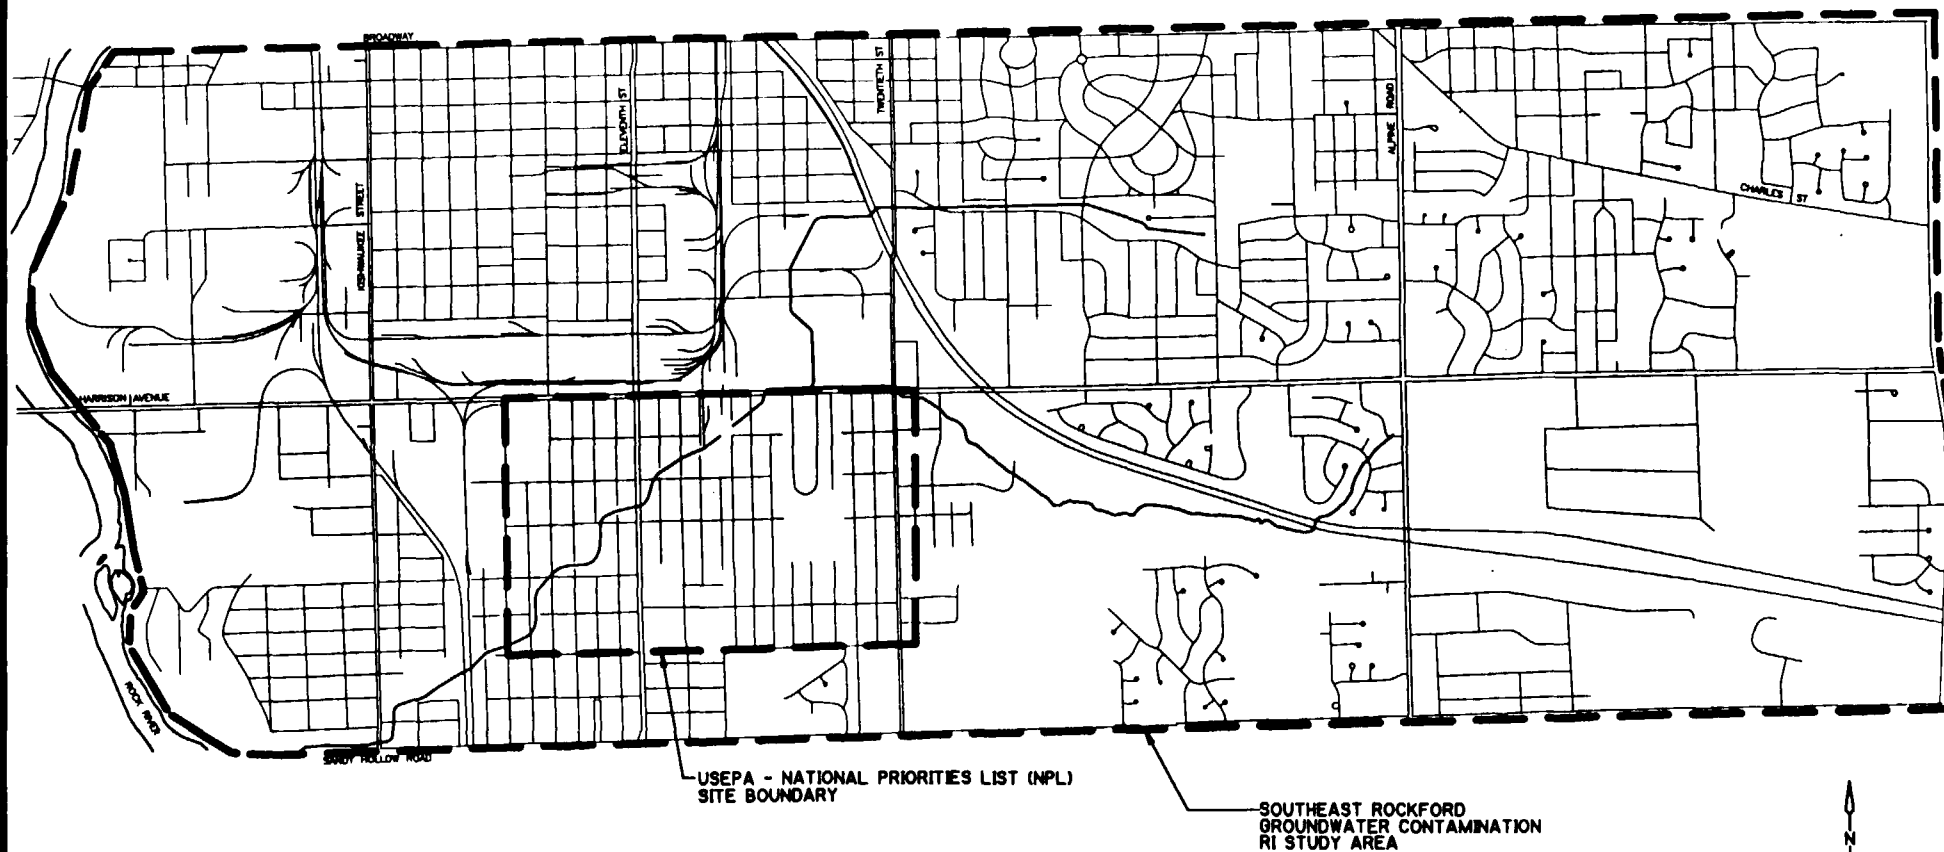 BROADWAY
ELEVENTH ST
TWENTIETH ST
ALPINE ROAD
KISHWAUKEE STREET
CHARLES ST
HARRISON AVENUE
ROCK RIVER
SANDY HOLLOW ROAD
USEPA - NATIONAL PRIORITIES LIST (NPL)
SITE BOUNDARY
SOUTHEAST ROCKFORD
GROUNDWATER CONTAMINATION
RI STUDY AREA
N